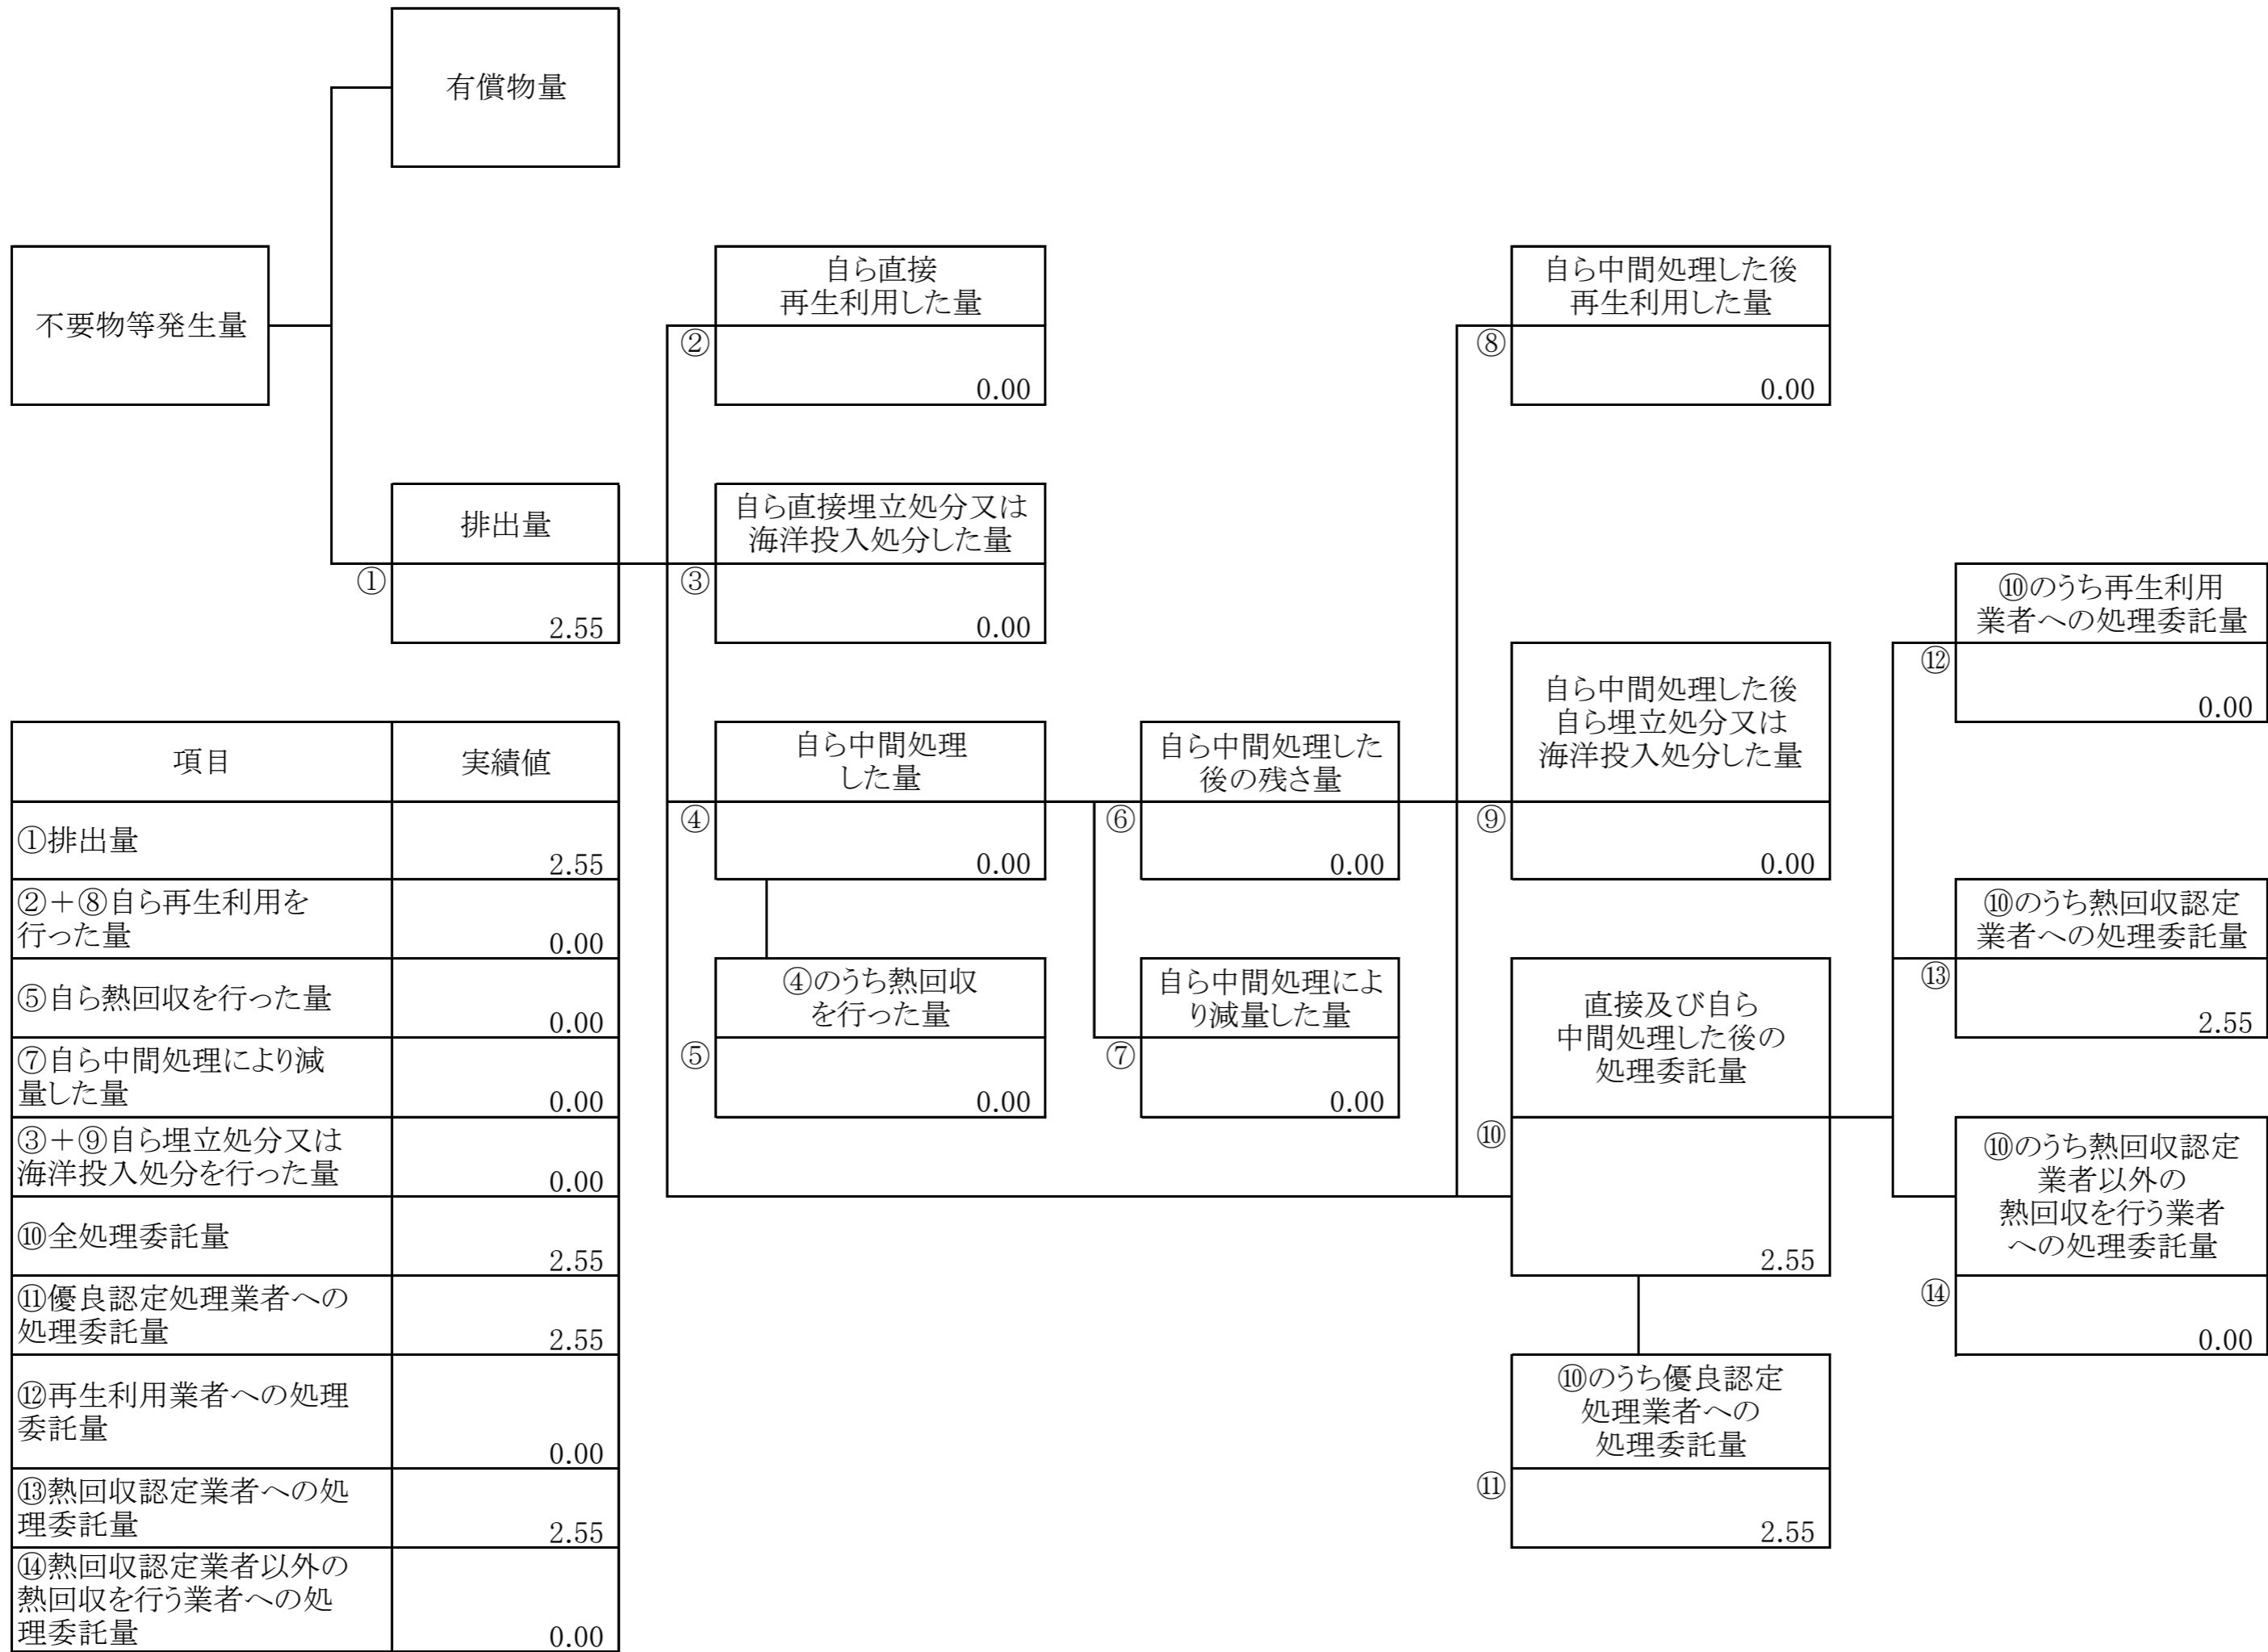 有償物量
不要物等発生量
自ら直接
再生利用した量
②
0.00
自ら中間処理した後
再生利用した量
⑧
0.00
排出量
①
2.55
自ら直接埋立処分又は
海洋投入処分した量
③
0.00
⑩のうち再生利用
業者への処理委託量
⑫
0.00
自ら中間処理
した量
④
0.00
自ら中間処理した
後の残さ量
⑥
0.00
自ら中間処理した後
自ら埋立処分又は
海洋投入処分した量
⑨
0.00
⑩のうち熱回収認定
業者への処理委託量
⑬
2.55
④のうち熱回収
を行った量
⑤
0.00
自ら中間処理によ
り減量した量
⑦
0.00
直接及び自ら
中間処理した後の
処理委託量
⑩
2.55
⑩のうち熱回収認定
業者以外の
熱回収を行う業者
への処理委託量
⑭
0.00
⑩のうち優良認定
処理業者への
処理委託量
⑪
2.55
項目 実績値
①排出量
2.55
②+⑧自ら再生利用を
行った量
0.00
⑤自ら熱回収を行った量
0.00
⑦自ら中間処理により減
量した量
0.00
③+⑨自ら埋立処分又は
海洋投入処分を行った量
0.00
⑩全処理委託量
2.55
⑪優良認定処理業者への
処理委託量
2.55
⑫再生利用業者への処理
委託量
0.00
⑬熱回収認定業者への処
理委託量
2.55
⑭熱回収認定業者以外の
熱回収を行う業者への処
理委託量
0.00